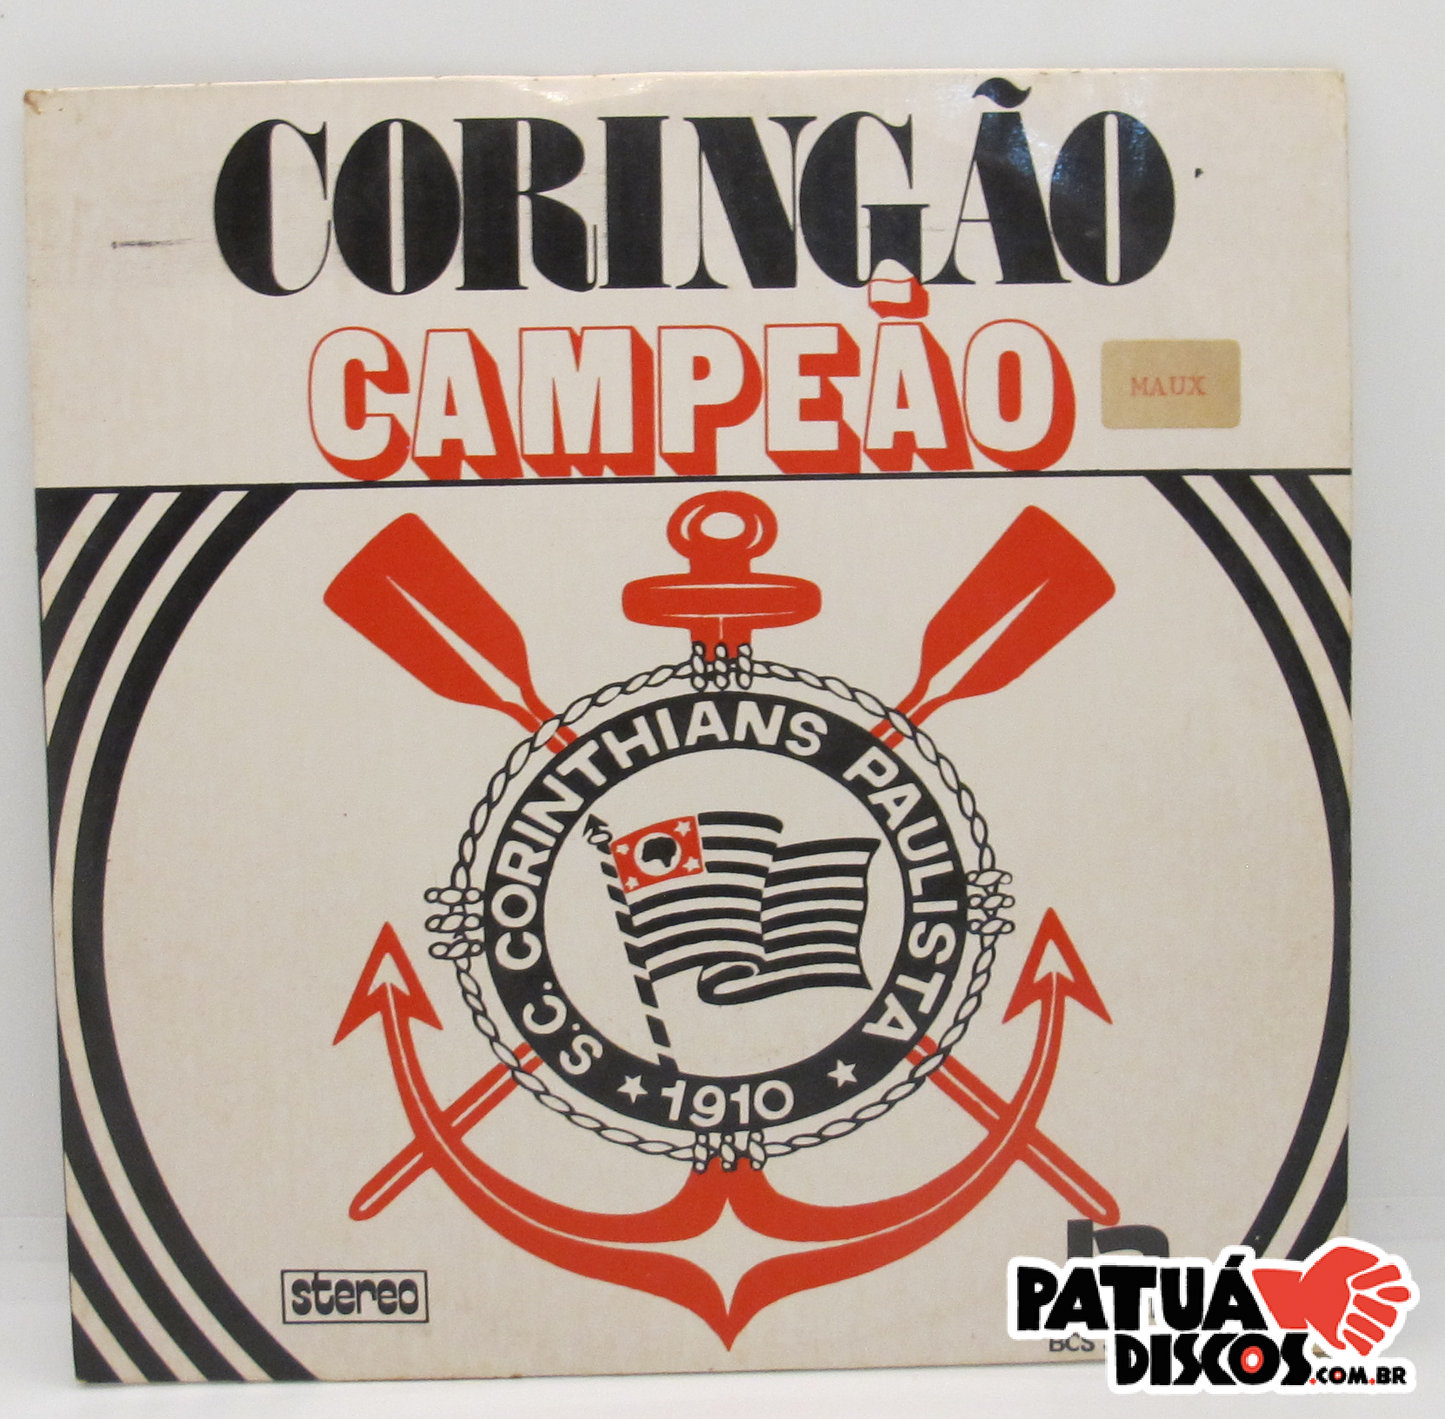 CORINGÃO
CAMPEÃO
MAUX
S.C. CORINTHIANS PAULISTA
1910
stereo
BCS
PATUÁ
DISCOS.COM.BR